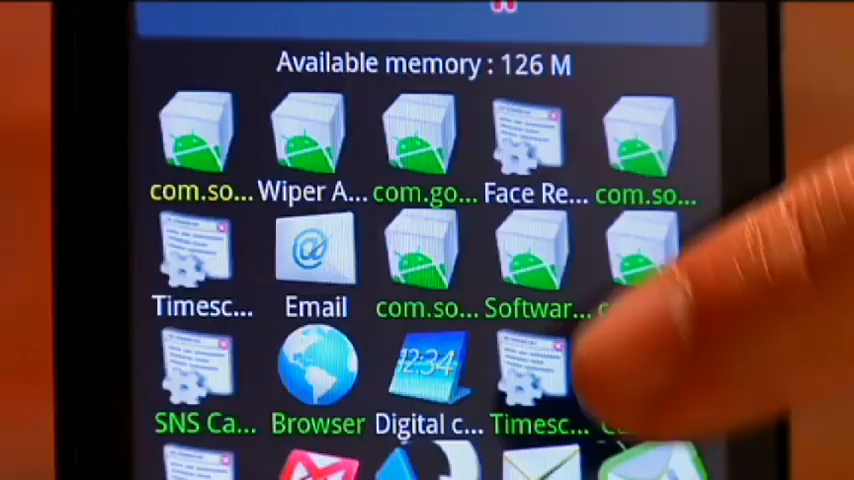 Available memory : 126 M
com.so... Wiper A... com.go... Face Re... com.so...
Timesc... Email com.so... Softwar...
12:34
SNS Ca... Browser Digital c... Timesc...